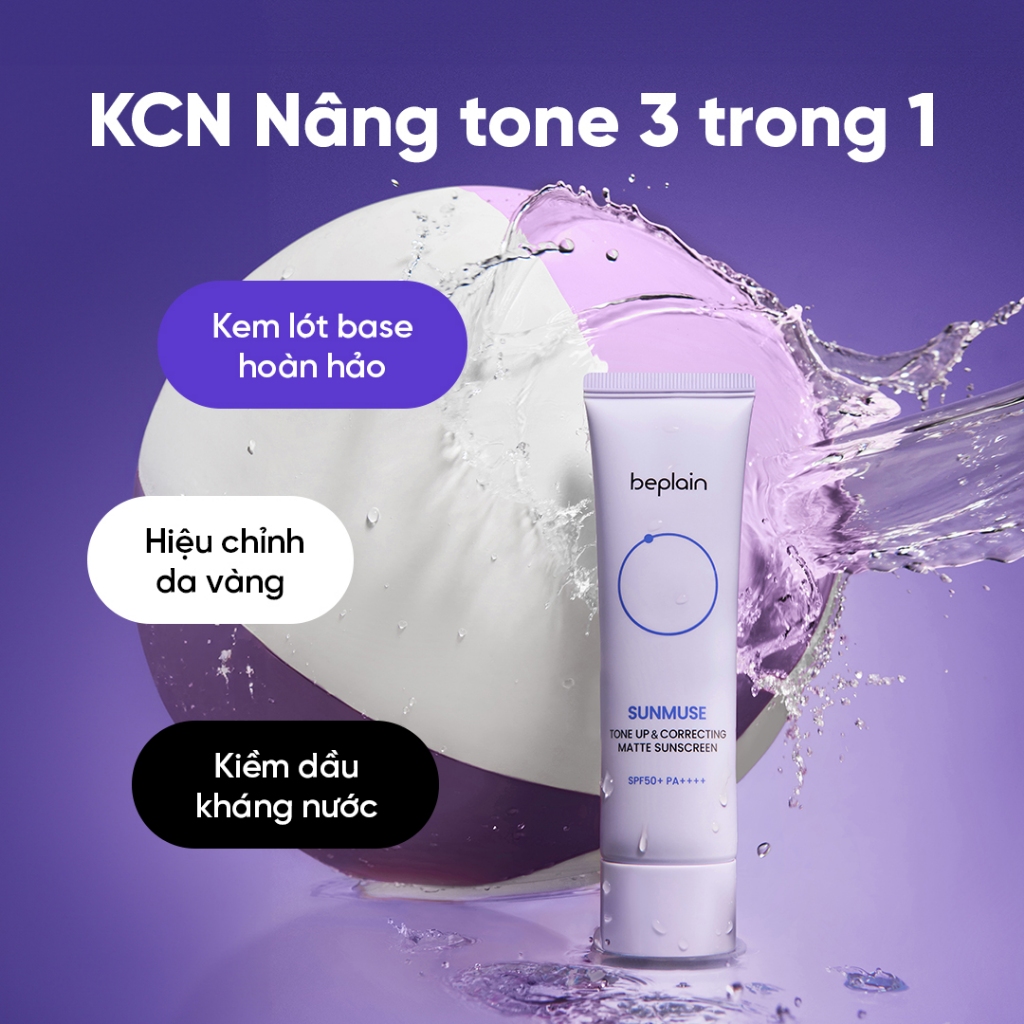 KCN Nâng tone 3 trong 1
Kem lót base
hoàn hảo
Hiệu chỉnh
da vàng
Kiềm dầu
kháng nước
beplain
SUNMUSE
TONE UP & CORRECTING
MATTE SUNSCREEN
SPF50+ PA++++